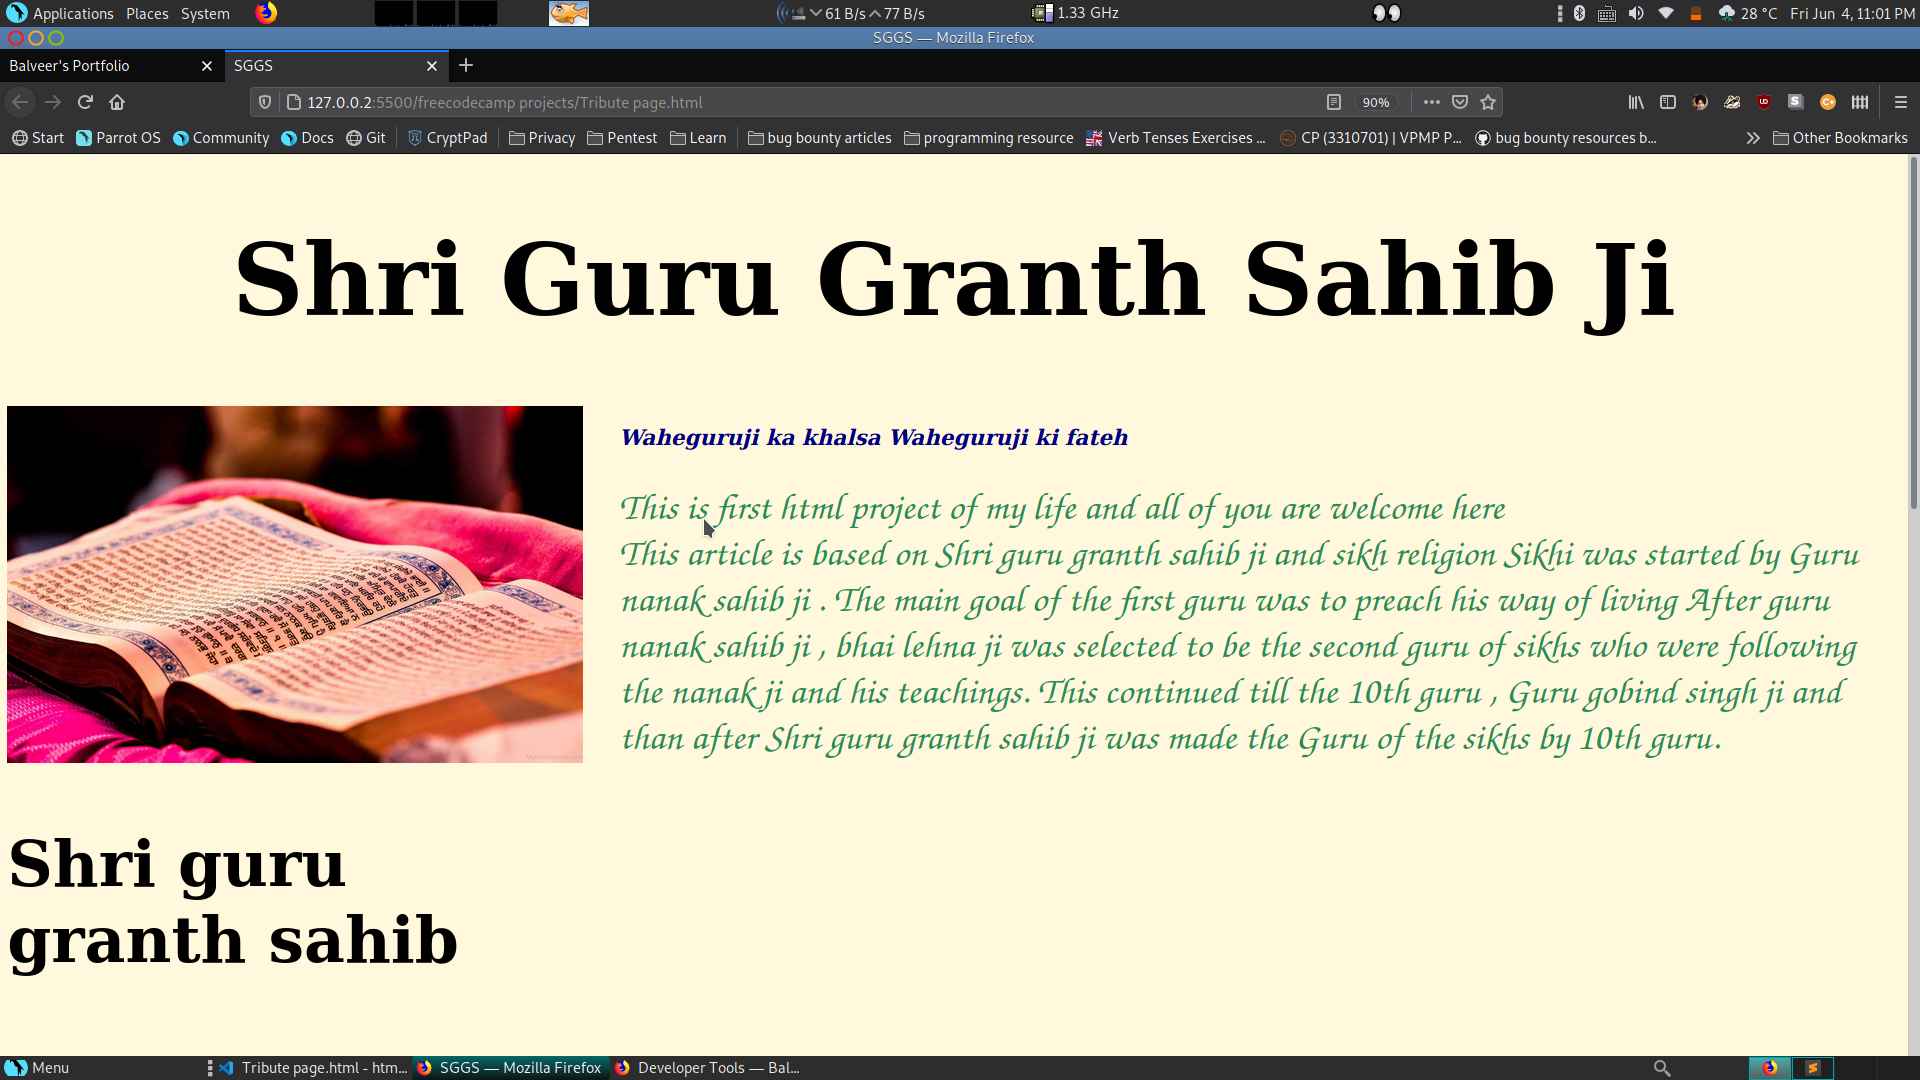 Applications Places System
61 B/s 77 B/s
1.33 GHz
28 °C Fri Jun 4, 11:01 PM
SGGS — Mozilla Firefox
Balveer's Portfolio
SGGS
127.0.0.2:5500/freecodecamp projects/Tribute page.html
90%
Start Parrot OS Community Docs Git CryptPad Privacy Pentest Learn bug bounty articles programming resource Verb Tenses Exercises ... CP (3310701) | VPMP P... bug bounty resources b... Other Bookmarks
Shri Guru Granth Sahib Ji
Waheguruji ka khalsa Waheguruji ki fateh
This is first html project of my life and all of you are welcome here
This article is based on Shri guru granth sahib ji and sikh religion Sikhi was started by Guru
nanak sahib ji . The main goal of the first guru was to preach his way of living After guru
nanak sahib ji , bhai lehna ji was selected to be the second guru of sikhs who were following
the nanak ji and his teachings. This continued till the 10th guru , Guru gobind singh ji and
than after Shri guru granth sahib ji was made the Guru of the sikhs by 10th guru.
Shri guru
granth sahib
Menu
Tribute page.html - htm...
SGGS — Mozilla Firefox
Developer Tools — Bal...